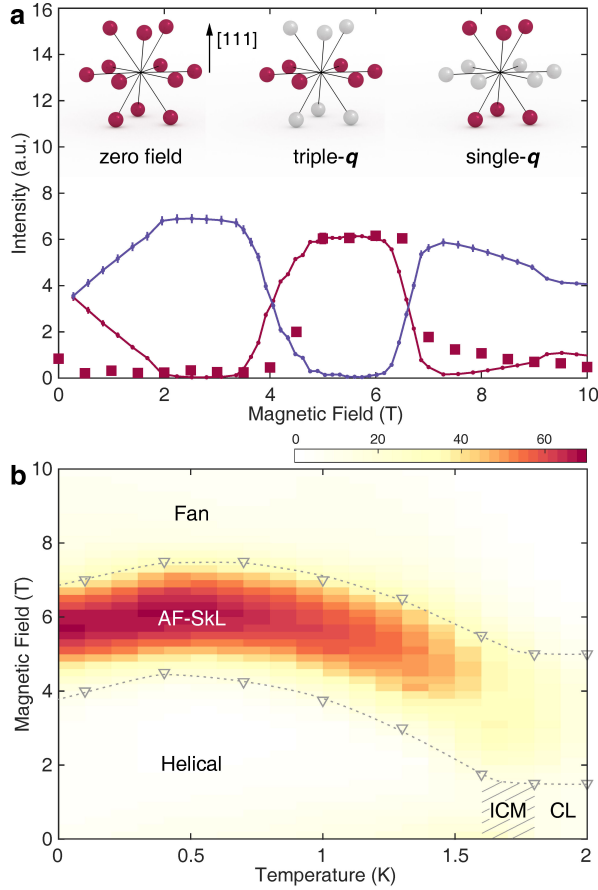 a
16
14
12
10
8
6
4
2
0
Intensity (a.u.)
[111]
zero field
triple-q
single-q
0 2 4 6 8 10
Magnetic Field (T)
0 20 40 60
b
10
8
6
4
2
0
Magnetic Field (T)
Fan
AF-SkL
Helical
ICM
CL
0 0.5 1.0 1.5 2
Temperature (K)